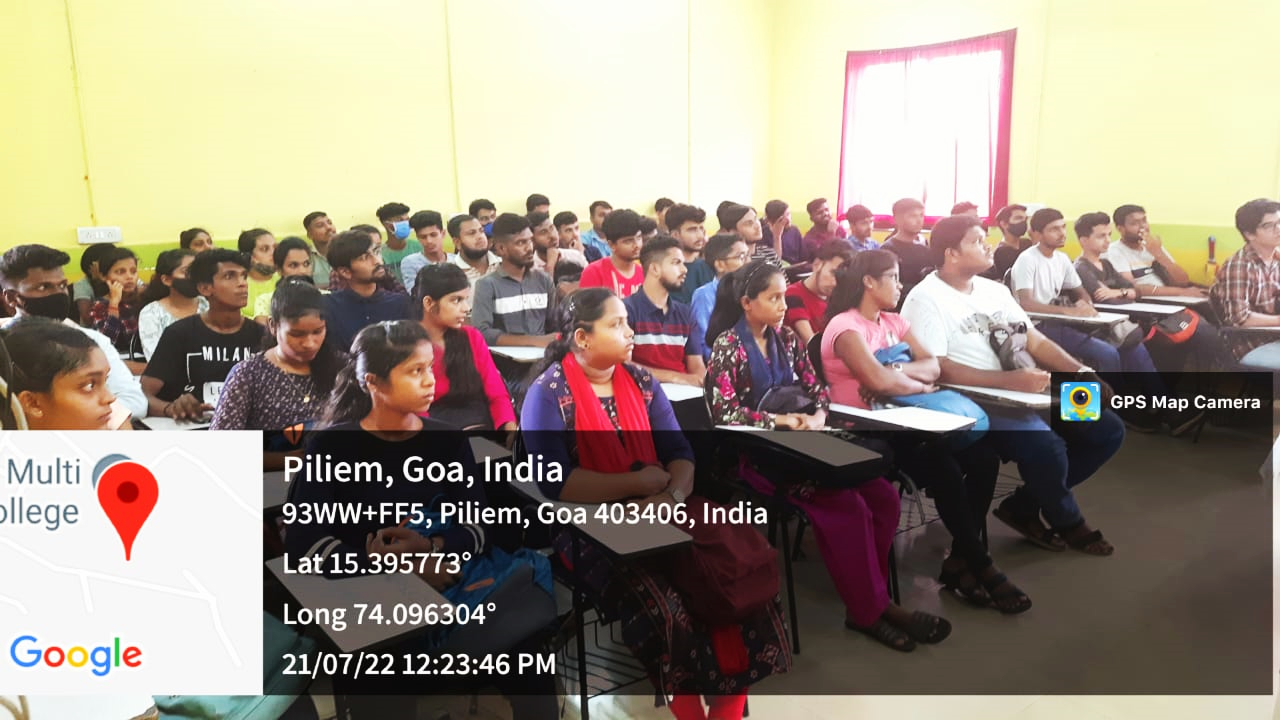 MILAN
GPS Map Camera
Multi
ollege
Google
Piliem, Goa, India
93WW+FF5, Piliem, Goa 403406, India
Lat 15.395773°
Long 74.096304°
21/07/22 12:23:46 PM